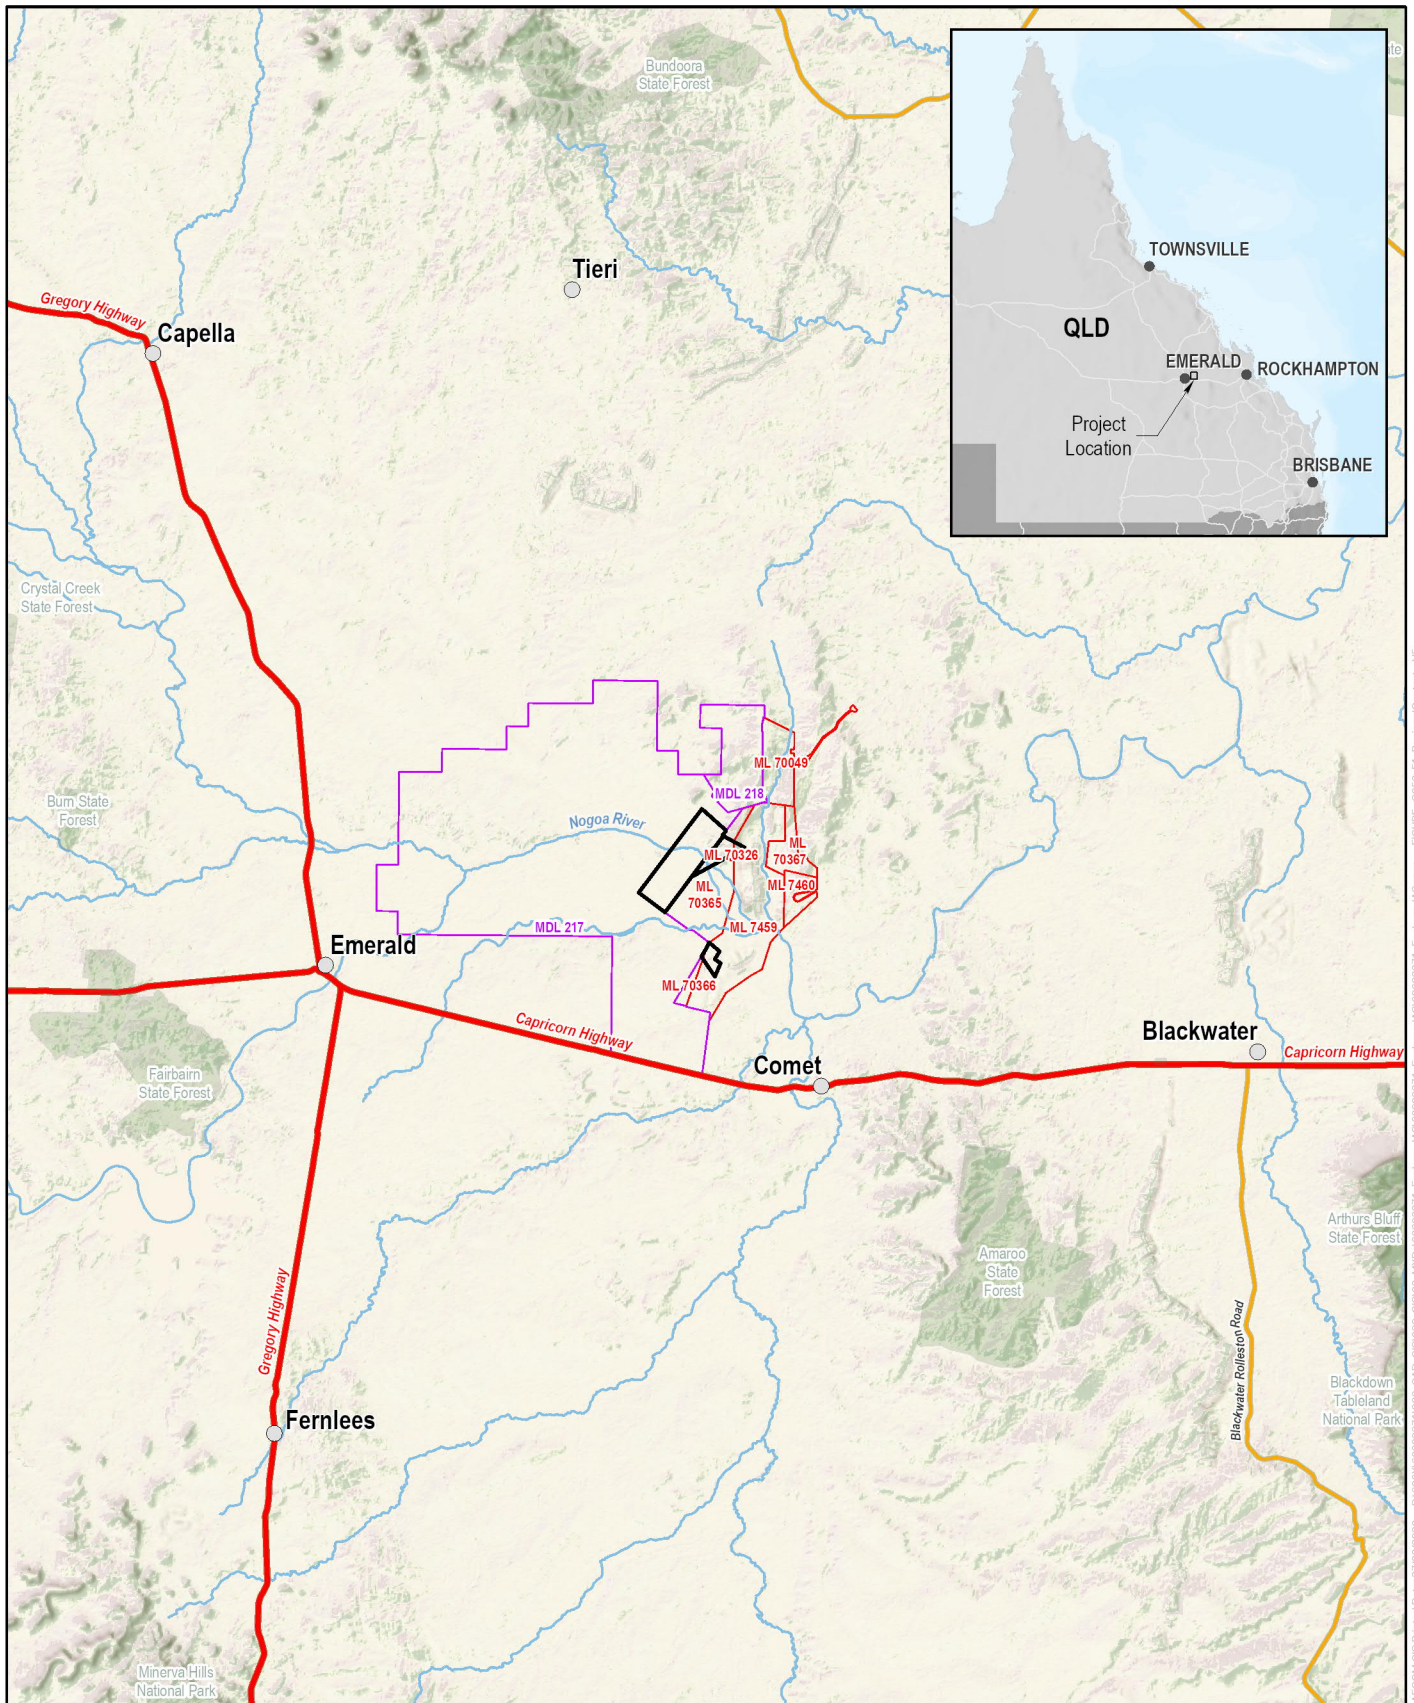 Bundoora
State Forest
TOWNSVILLE
QLD
EMERALD
ROCKHAMPTON
Project
Location
BRISBANE
Tieri
Gregory Highway
Capella
Crystal Creek
State Forest
ML 70049
MDL 218
Burn State
Forest
Nogoa River
ML 70326
ML
70367
ML
70365
ML 7460
MDL 217
ML 7459
Emerald
ML 70366
Capricorn Highway
Blackwater
Capricorn Highway
Comet
Fairbairn
State Forest
Arthurs Bluff
State Forest
Amaroo
State
Forest
Gregory Highway
Blackwater Rolleston Road
Blackdown
Tableland
National Park
Fernlees
Minerva Hills
National Park